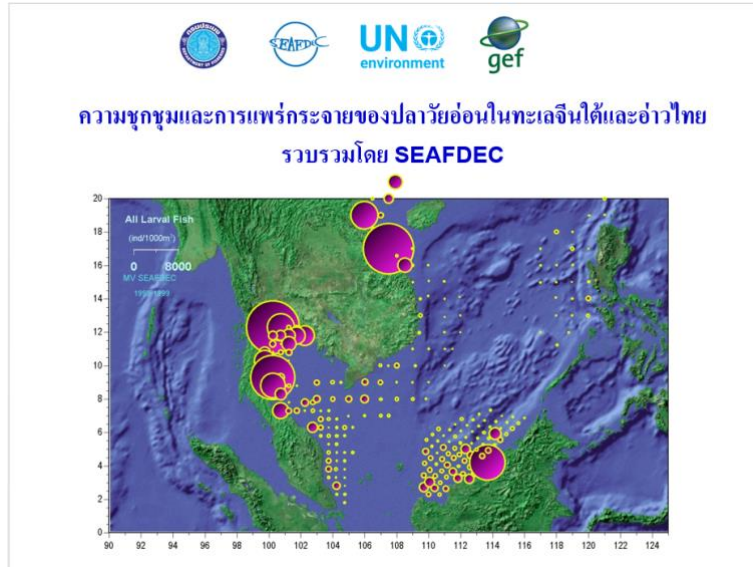 SEAFDEC
UN
environment
gef
ความชุกชุมและการแพร่กระจายของปลาวัยอ่อนในทะเลจีนใต้และอ่าวไทย
รวบรวมโดย SEAFDEC
All Larval Fish
(ind/1000m³)
0 8000
MV SEAFDEC
20
18
16
14
12
10
8
6
4
2
0
90 92 94 96 98 100 102 104 106 108 110 112 114 116 118 120 122 124